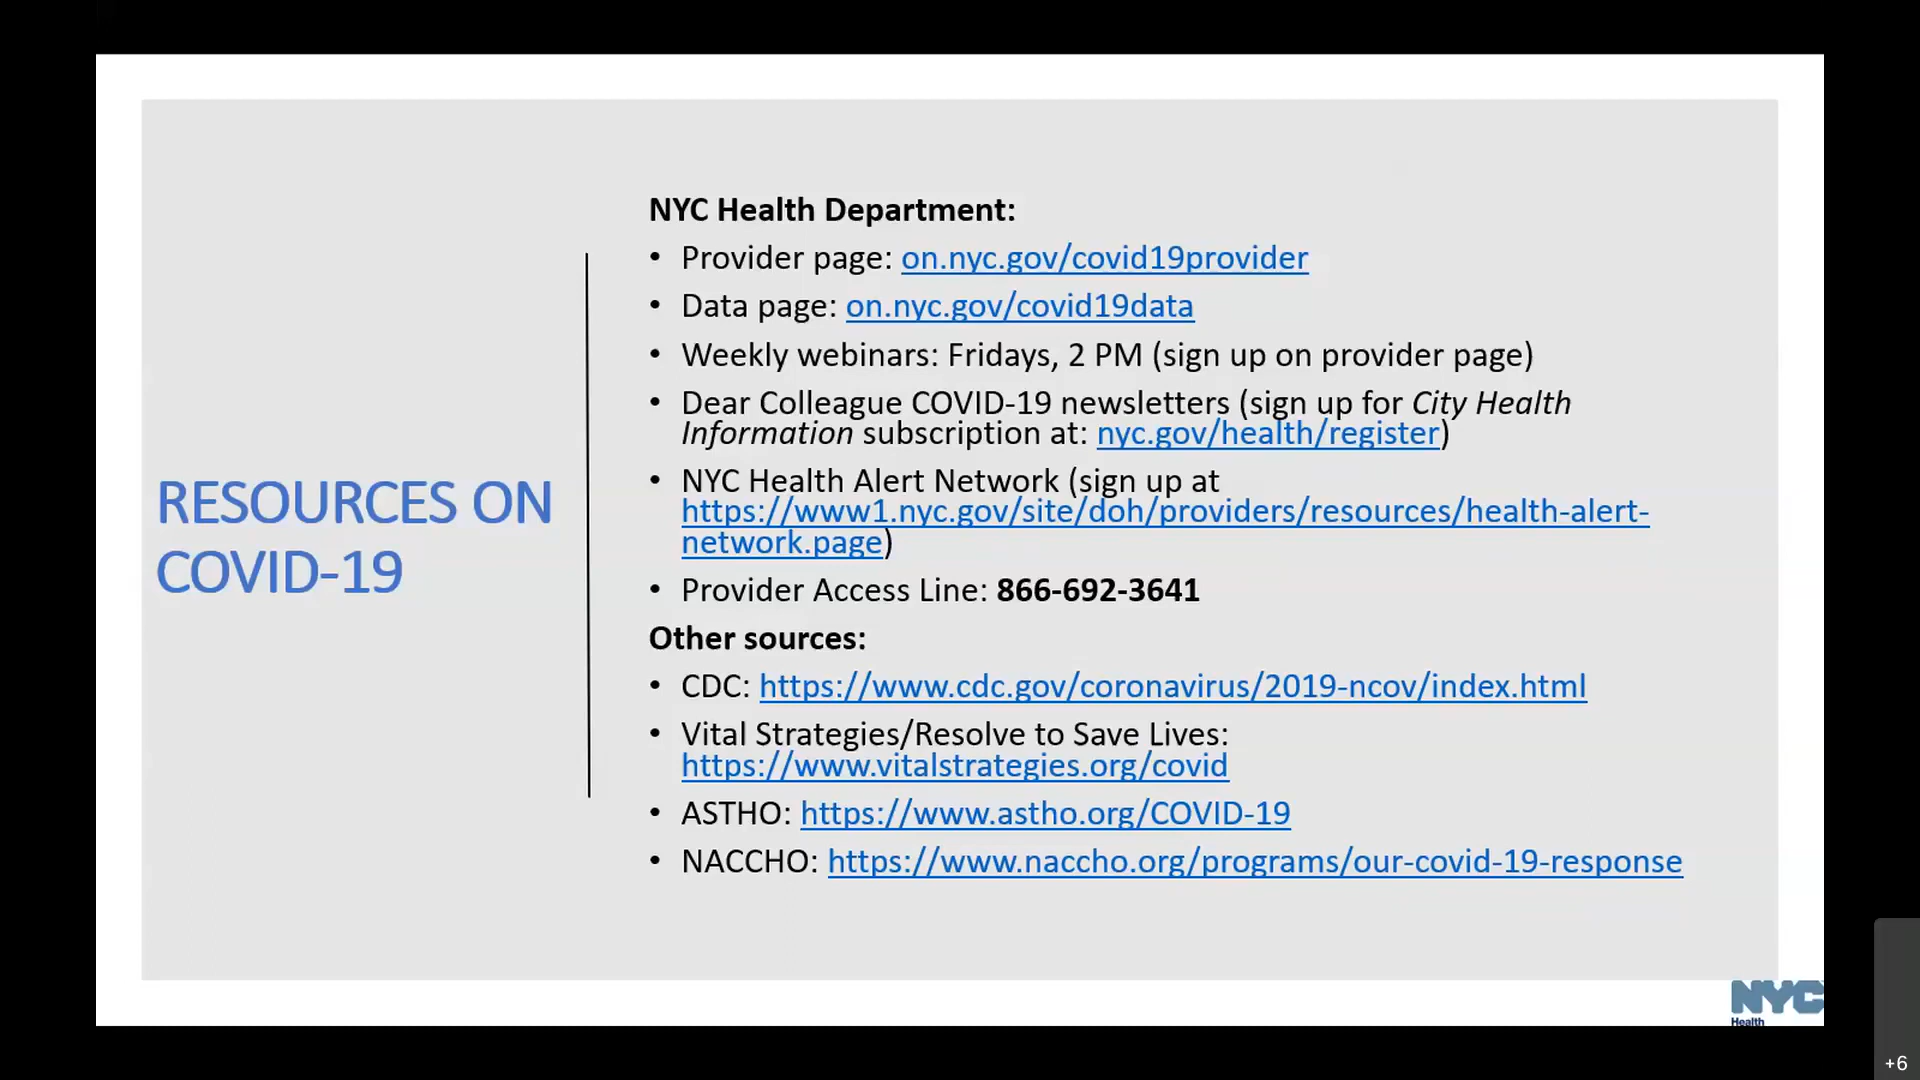 RESOURCES ON
COVID-19
NYC Health Department:
• Provider page: on.nyc.gov/covid19provider
• Data page: on.nyc.gov/covid19data
• Weekly webinars: Fridays, 2 PM (sign up on provider page)
• Dear Colleague COVID-19 newsletters (sign up for City Health
Information subscription at: nyc.gov/health/register)
• NYC Health Alert Network (sign up at
https://www1.nyc.gov/site/doh/providers/resources/health-alert-
network.page)
• Provider Access Line: 866-692-3641
Other sources:
• CDC: https://www.cdc.gov/coronavirus/2019-ncov/index.html
• Vital Strategies/Resolve to Save Lives:
https://www.vitalstrategies.org/covid
• ASTHO: https://www.astho.org/COVID-19
• NACCHO: https://www.naccho.org/programs/our-covid-19-response
NYC
Health
+6